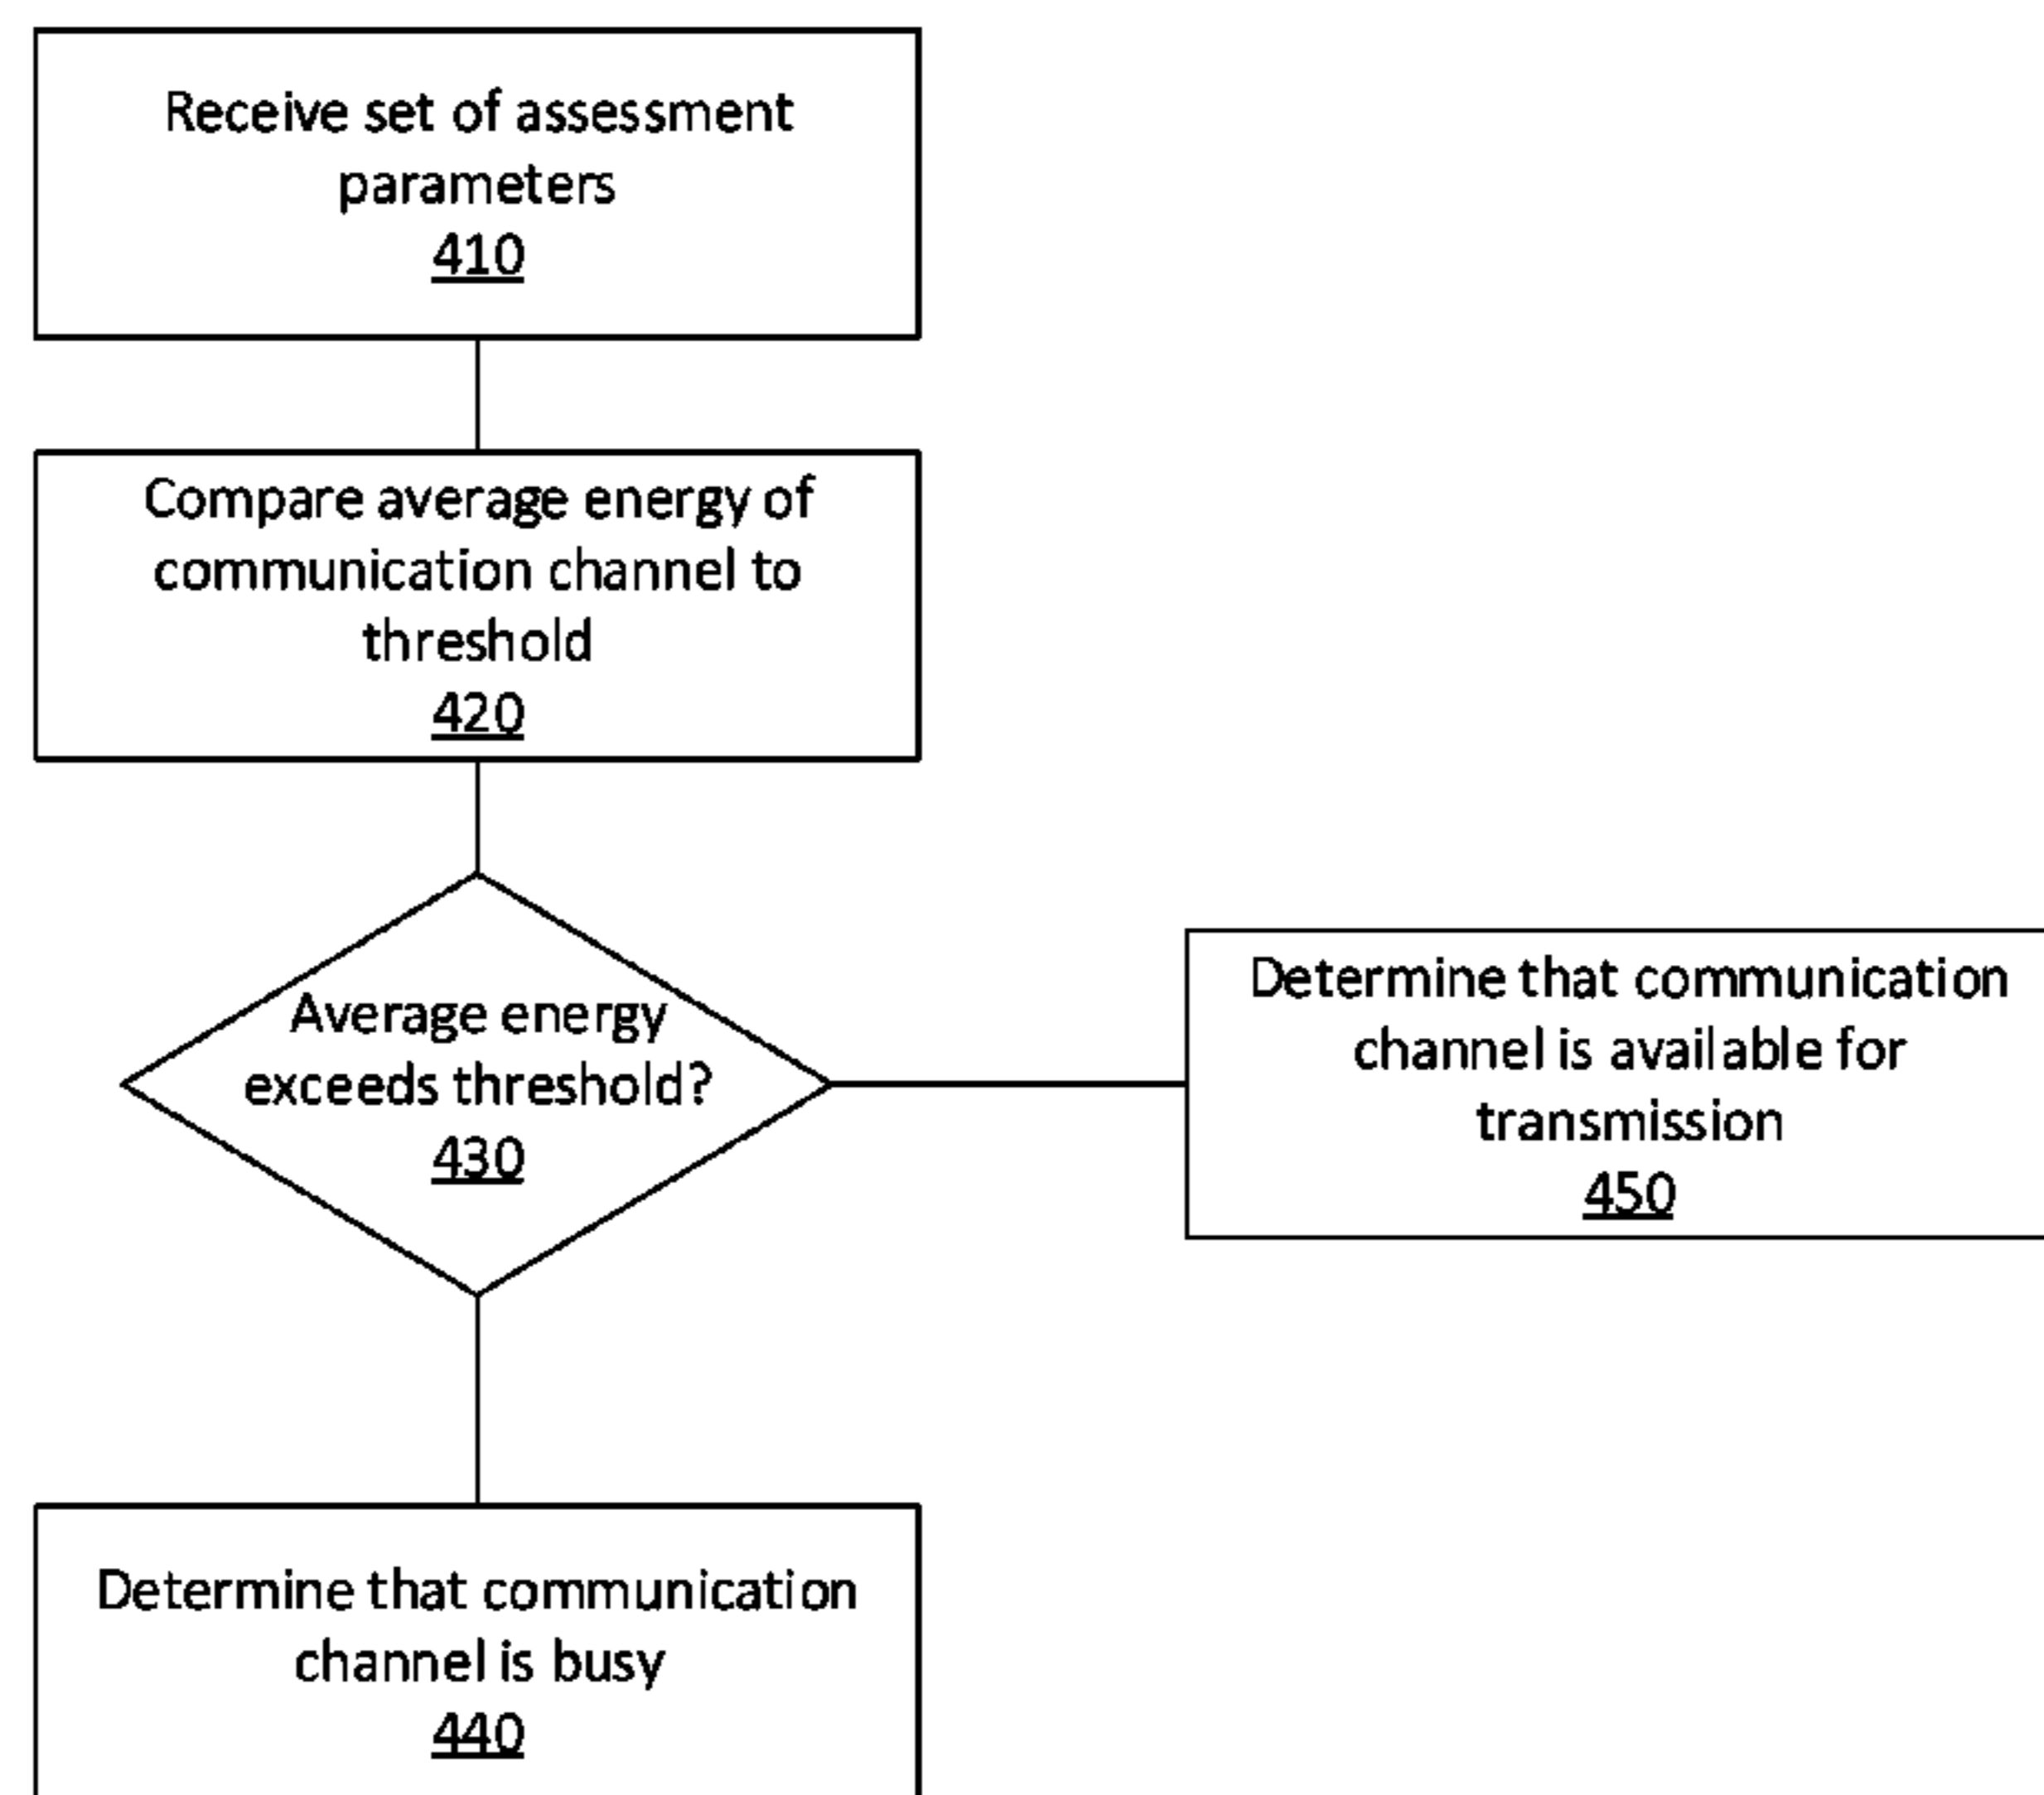 Receive set of assessment
parameters
410
Compare average energy of
communication channel to
threshold
420
Average energy
exceeds threshold?
430
Determine that communication
channel is available for
transmission
450
Determine that communication
channel is busy
440